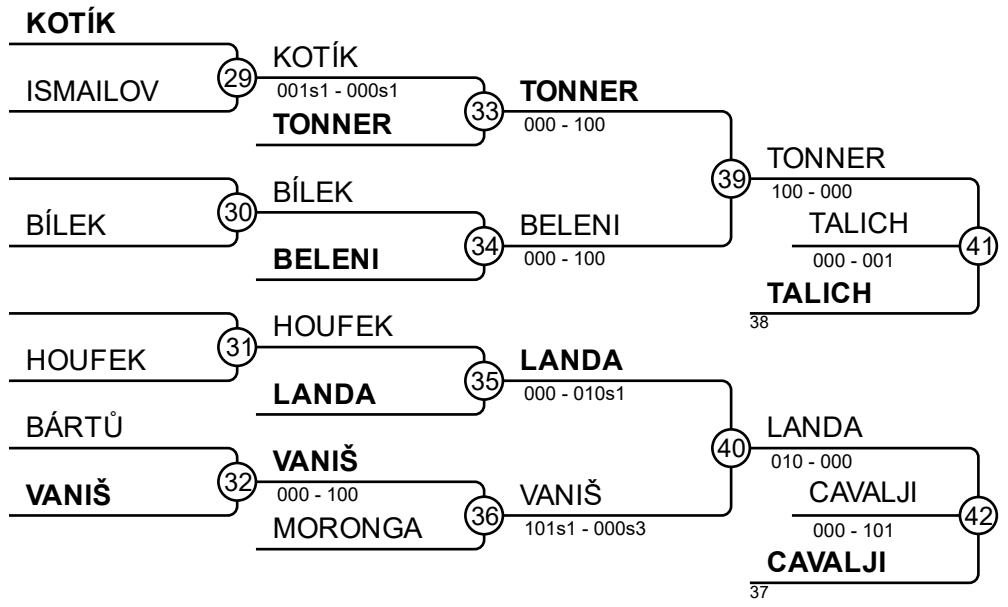 KOTÍK
ISMAILOV
29
KOTÍK
001s1 - 000s1
TONNER
33
TONNER
000 - 100
BÍLEK
30
BÍLEK
BELENI
34
BELENI
000 - 100
39
TONNER
100 - 000
TALICH
000 - 001
TALICH
38
41
HOUFEK
31
HOUFEK
LANDA
35
LANDA
000 - 010s1
BÁRTŮ
VANIŠ
32
VANIŠ
000 - 100
MORONGA
36
VANIŠ
101s1 - 000s3
40
LANDA
010 - 000
CAVALJI
000 - 101
CAVALJI
37
42